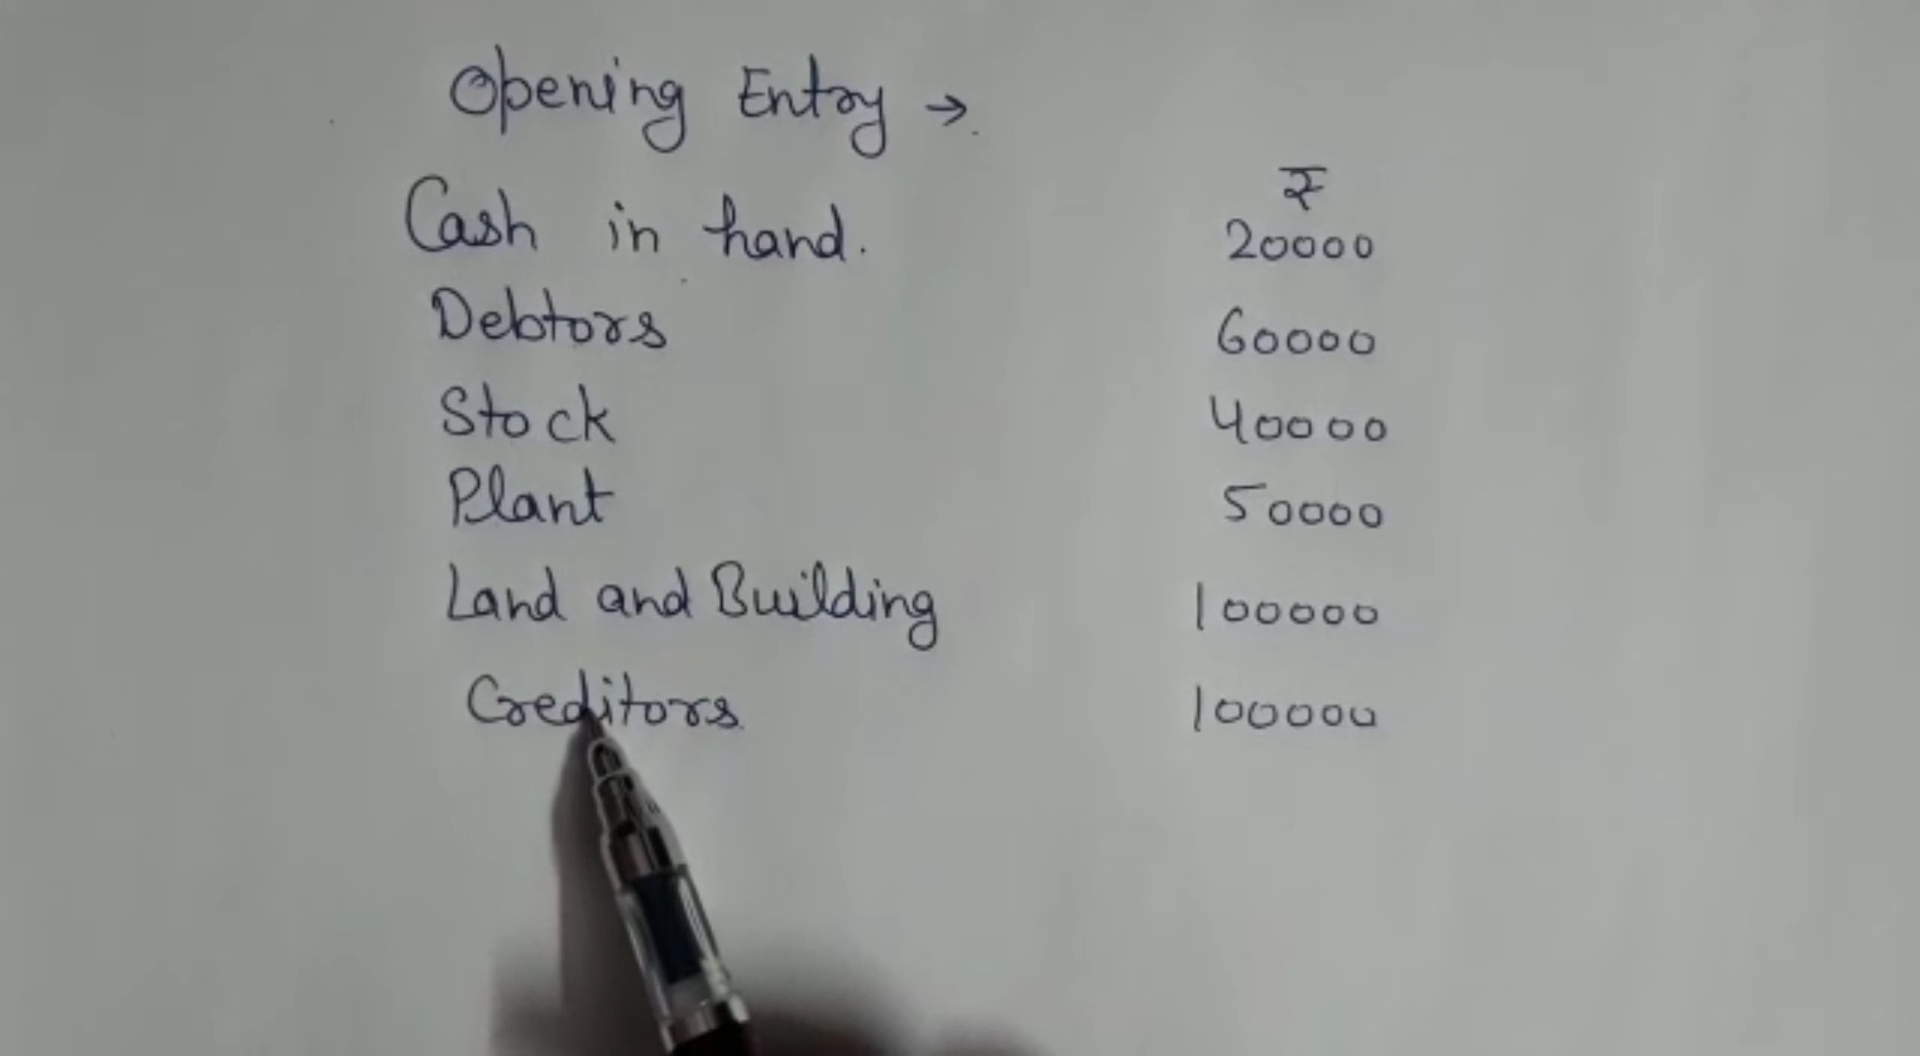 Opening Entry →
₹
Cash in hand. 20000
Debtors 60000
Stock 40000
Plant 50000
Land and Building 100000
Creditors 100000